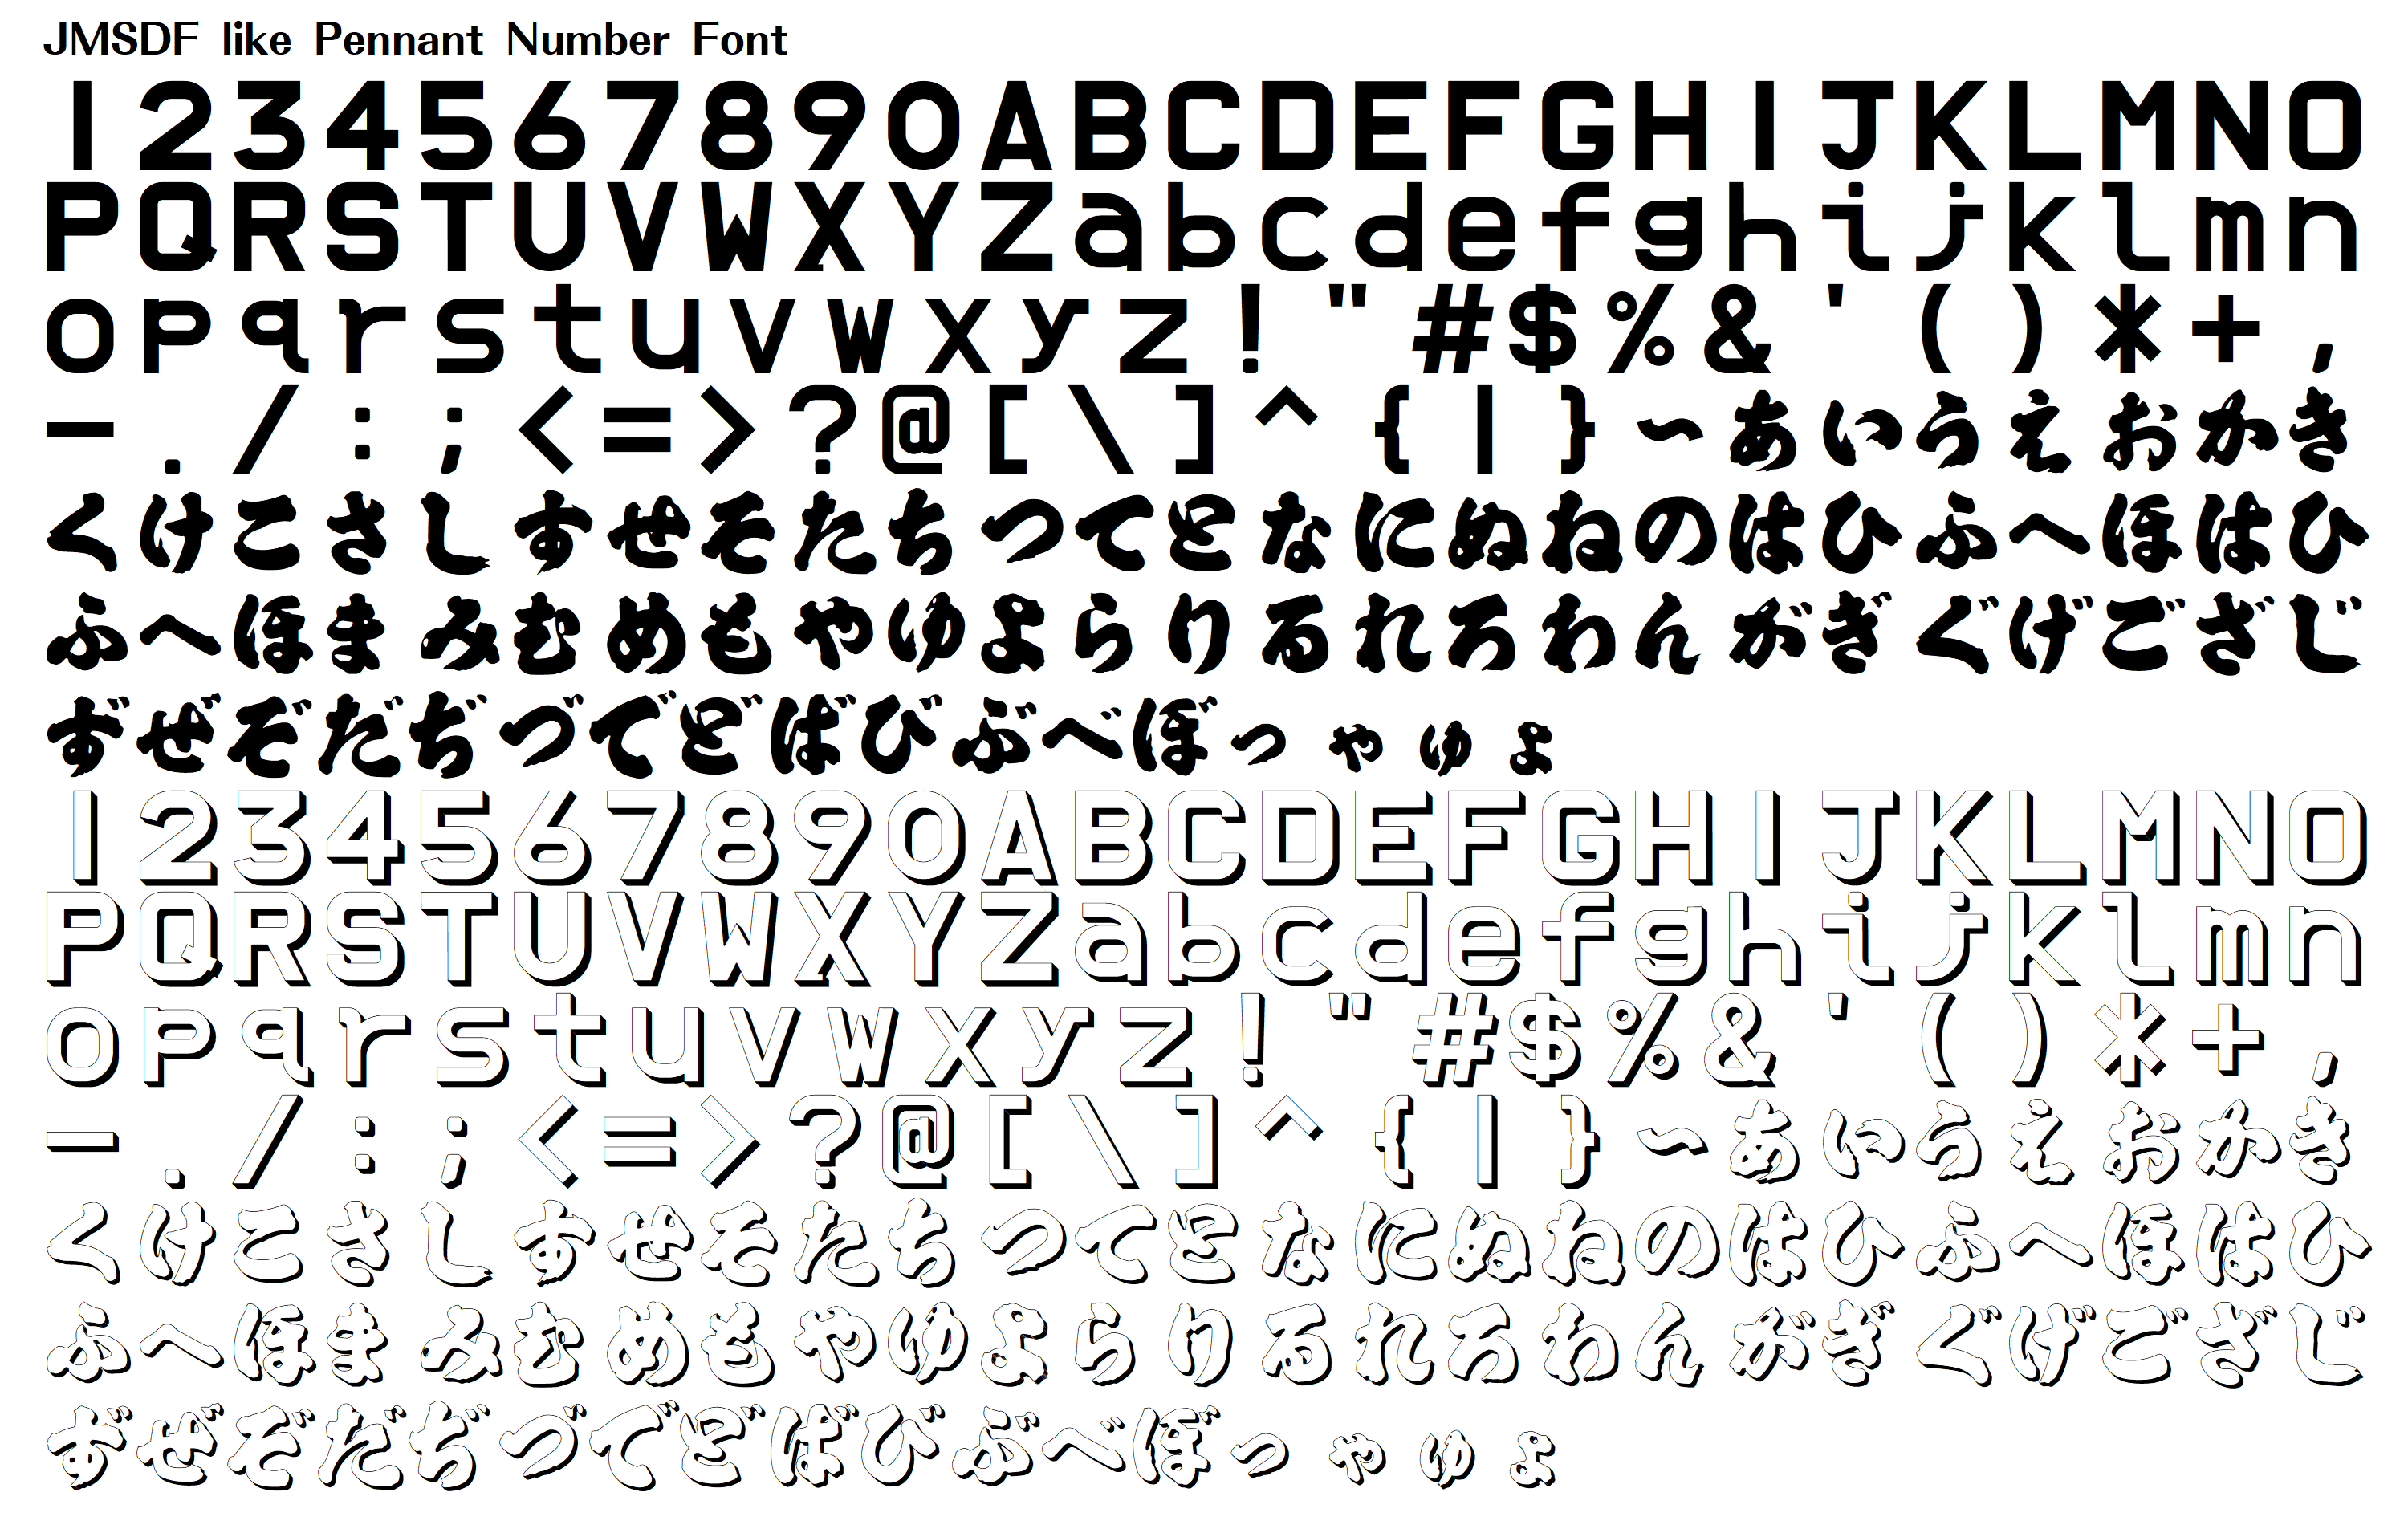 JMSDF like Pennant Number Font
1234567890ABCDEFGHIJKLMNO
PQRSTUVWXYZabcdefghijklmn
opqrstuvwxyz!"#$%&'()*+,
-./:;<=>?@[\]^{|}~あいうえおかき
くけこさしすせそたちつてとなにぬねのはひふへほはひ
ふへほまみむめもやゆよらりるれろわんがぎぐげござじ
ずぜぞだぢづでどばびぶべぼっゃゅょ
1234567890ABCDEFGHIJKLMNO
PQRSTUVWXYZabcdefghijklmn
opqrstuvwxyz!"#$%&'()*+,
-./:;<=>?@[\]^{|}~あいうえおかき
くけこさしすせそたちつてとなにぬねのはひふへほはひ
ふへほまみむめもやゆよらりるれろわんがぎぐげござじ
ずぜぞだぢづでどばびぶべぼっゃゅょ